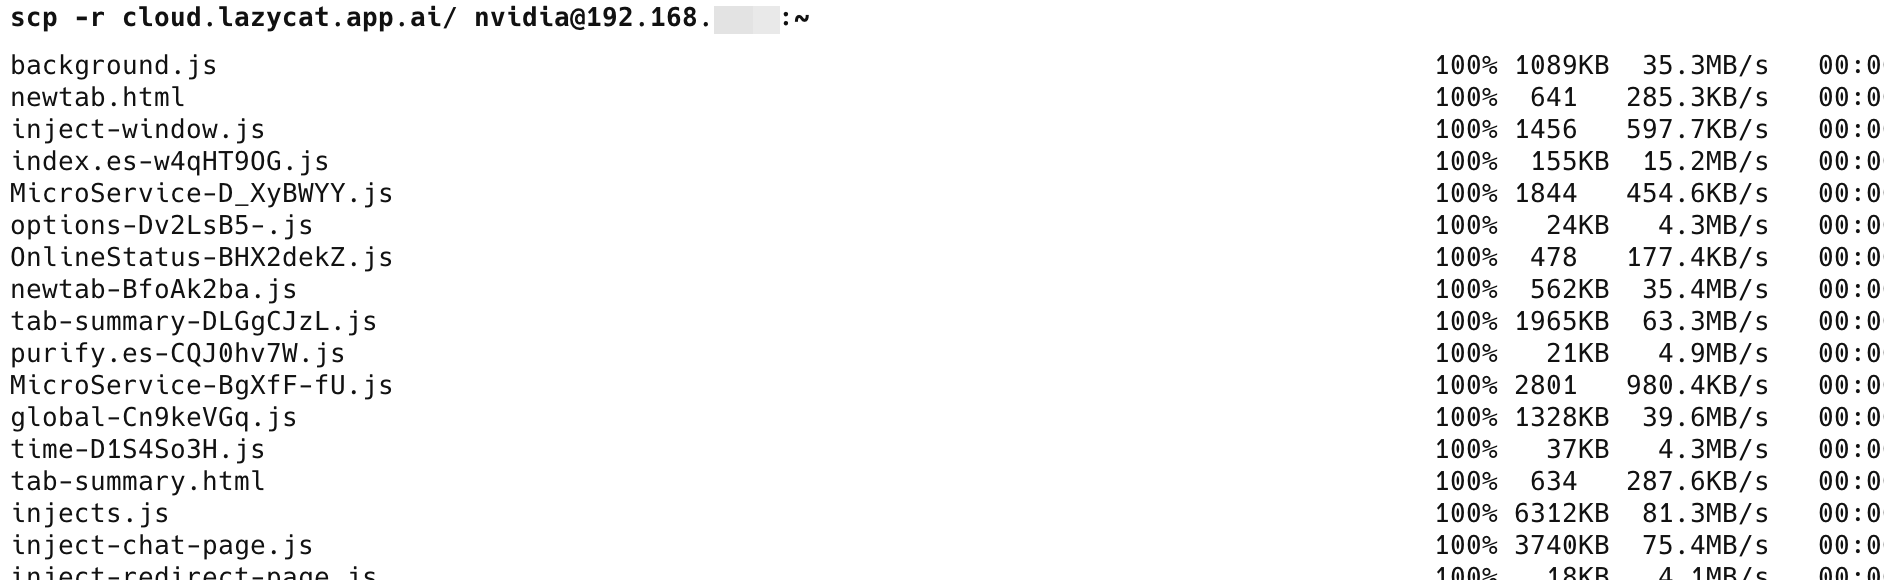 scp -r cloud.lazycat.app.ai/ nvidia@192.168. :~
background.js 100% 1089KB 35.3MB/s 00:0
newtab.html 100% 641 285.3KB/s 00:0
inject-window.js 100% 1456 597.7KB/s 00:0
index.es-w4qHT9OG.js 100% 155KB 15.2MB/s 00:0
MicroService-D_XyBWYY.js 100% 1844 454.6KB/s 00:0
options-Dv2LsB5-.js 100% 24KB 4.3MB/s 00:0
OnlineStatus-BHX2dekZ.js 100% 478 177.4KB/s 00:0
newtab-BfoAk2ba.js 100% 562KB 35.4MB/s 00:0
tab-summary-DLGgCJzL.js 100% 1965KB 63.3MB/s 00:0
purify.es-CQJ0hv7W.js 100% 21KB 4.9MB/s 00:0
MicroService-BgXfF-fU.js 100% 2801 980.4KB/s 00:0
global-Cn9keVGq.js 100% 1328KB 39.6MB/s 00:0
time-D1S4So3H.js 100% 37KB 4.3MB/s 00:0
tab-summary.html 100% 634 287.6KB/s 00:0
injects.js 100% 6312KB 81.3MB/s 00:0
inject-chat-page.js 100% 3740KB 75.4MB/s 00:0
inject-redirect-page.js 100% 18KB 4.1MB/s 00:0